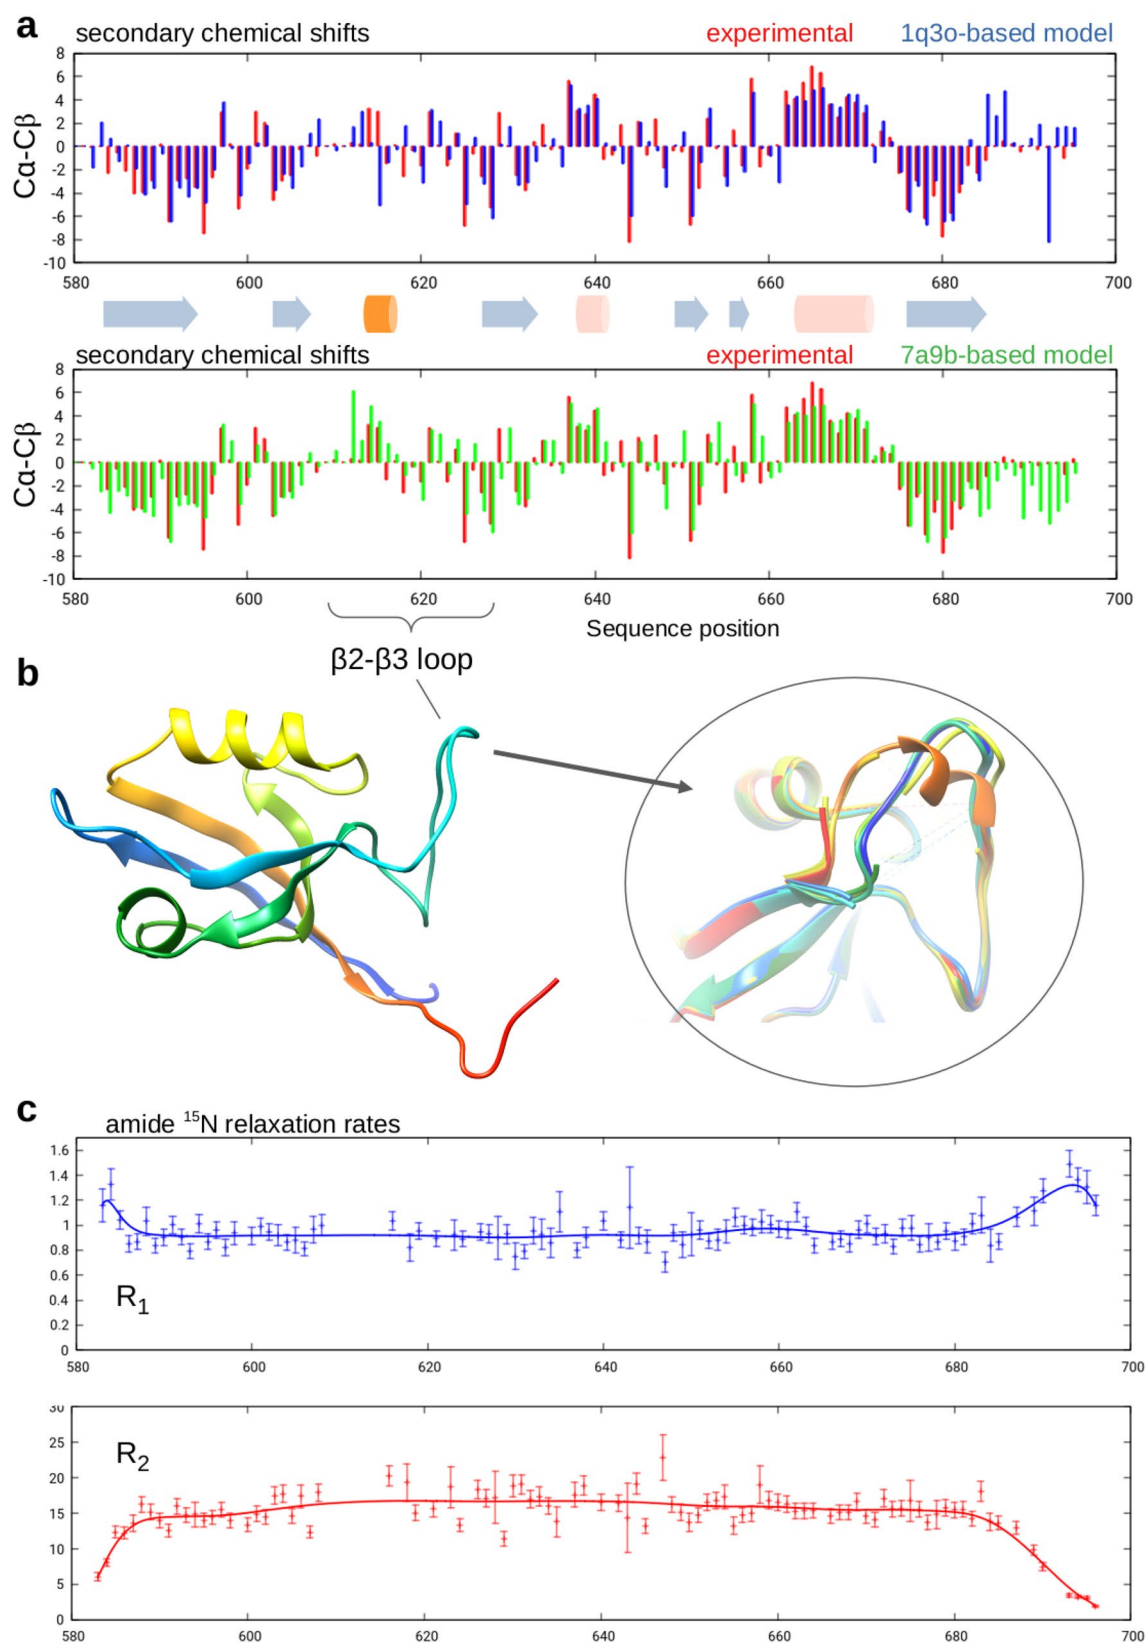 a
secondary chemical shifts experimental 1q3o-based model
8
6
4
2
0
-2
-4
-6
-8
-10
Cα-Cβ
580 600 620 640 660 680 700
secondary chemical shifts experimental 7a9b-based model
8
6
4
2
0
-2
-4
-6
-8
-10
Cα-Cβ
580 600 620 640 660 680 700
Sequence position
β2-β3 loop
b
c
amide ¹⁵N relaxation rates
1.6
1.4
1.2
1
0.8
0.6
0.4
0.2
0
R₁
580 600 620 640 660 680 700
30
25
20
15
10
5
0
R₂
580 600 620 640 660 680 700